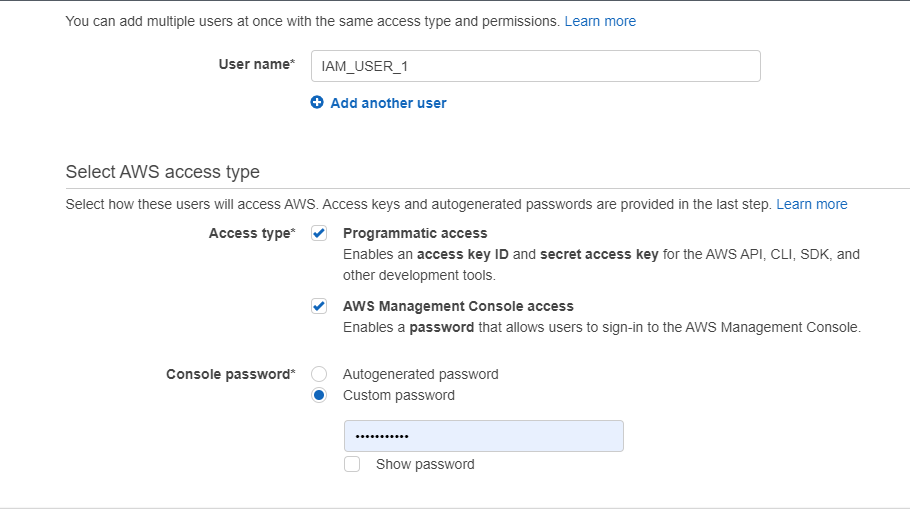 You can add multiple users at once with the same access type and permissions. Learn more
User name* IAM_USER_1
Add another user
Select AWS access type
Select how these users will access AWS. Access keys and autogenerated passwords are provided in the last step. Learn more
Access type* Programmatic access
Enables an access key ID and secret access key for the AWS API, CLI, SDK, and
other development tools.
AWS Management Console access
Enables a password that allows users to sign-in to the AWS Management Console.
Console password* Autogenerated password
Custom password
•••••••••••
Show password